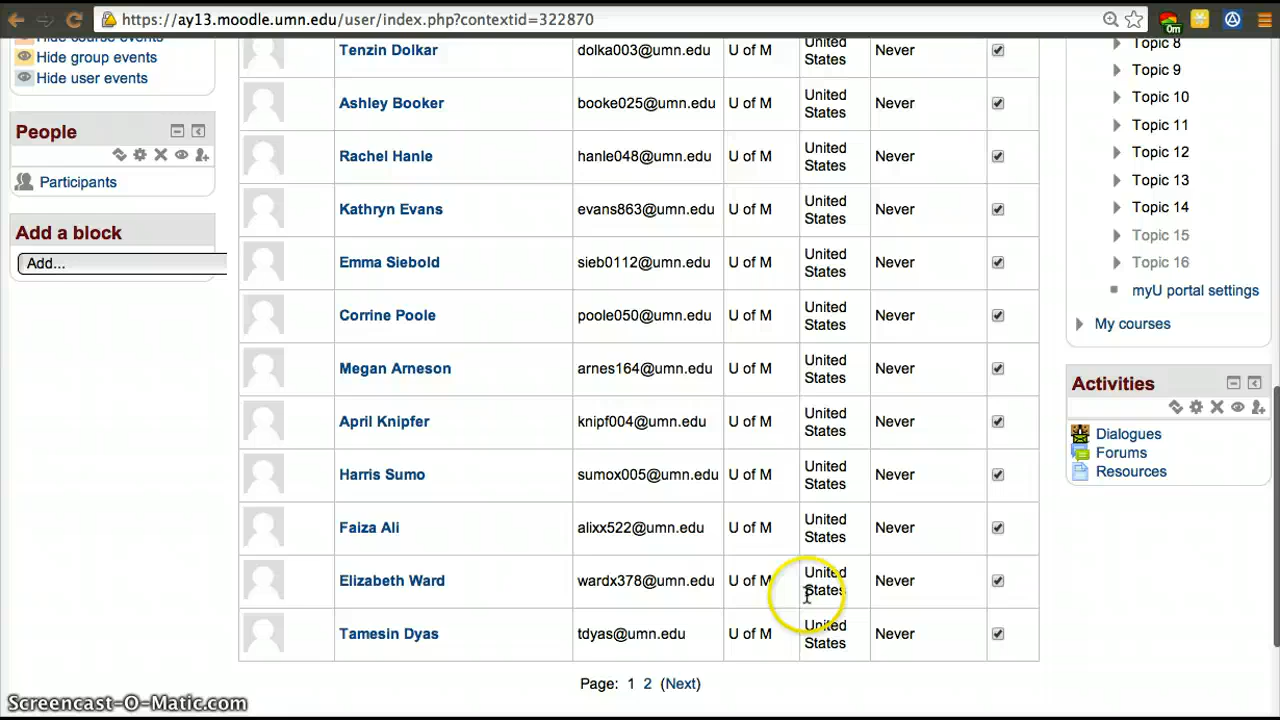 https://ay13.moodle.umn.edu/user/index.php?contextid=322870
0m
Hide course events
Hide group events
Hide user events
People
Participants
Add a block
Add...
Tenzin Dolkar dolka003@umn.edu U of M United States Never
Ashley Booker booke025@umn.edu U of M United States Never
Rachel Hanle hanle048@umn.edu U of M United States Never
Kathryn Evans evans863@umn.edu U of M United States Never
Emma Siebold sieb0112@umn.edu U of M United States Never
Corrine Poole poole050@umn.edu U of M United States Never
Megan Arneson arnes164@umn.edu U of M United States Never
April Knipfer knipf004@umn.edu U of M United States Never
Harris Sumo sumox005@umn.edu U of M United States Never
Faiza Ali alixx522@umn.edu U of M United States Never
Elizabeth Ward wardx378@umn.edu U of M United States Never
Tamesin Dyas tdyas@umn.edu U of M United States Never
Page: 1 2 (Next)
Topic 8
Topic 9
Topic 10
Topic 11
Topic 12
Topic 13
Topic 14
Topic 15
Topic 16
myU portal settings
My courses
Activities
Dialogues
Forums
Resources
Screencast-O-Matic.com